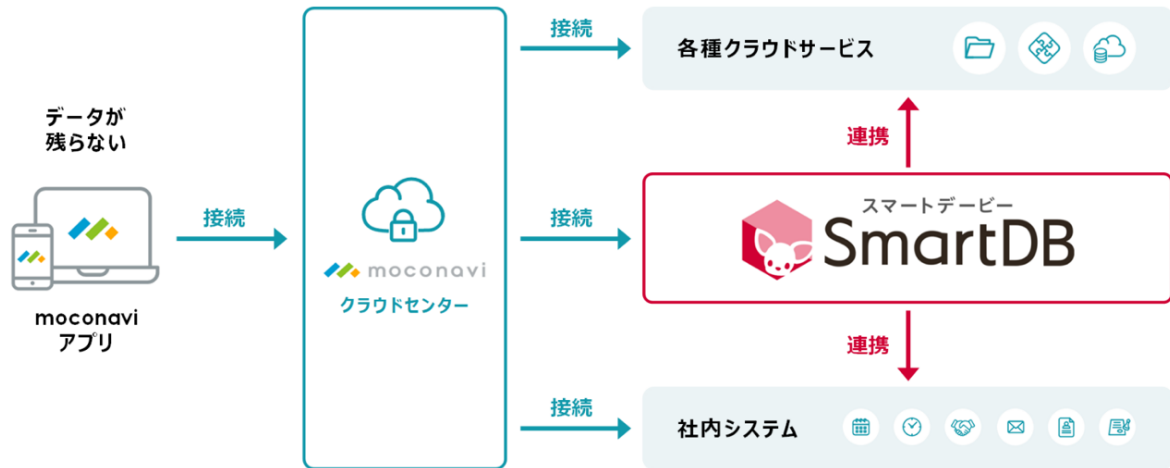 データが
残らない
moconavi
アプリ
接続
moconavi
クラウドセンター
接続
各種クラウドサービス
連携
接続
スマートデービー
SmartDB
連携
接続
社内システム